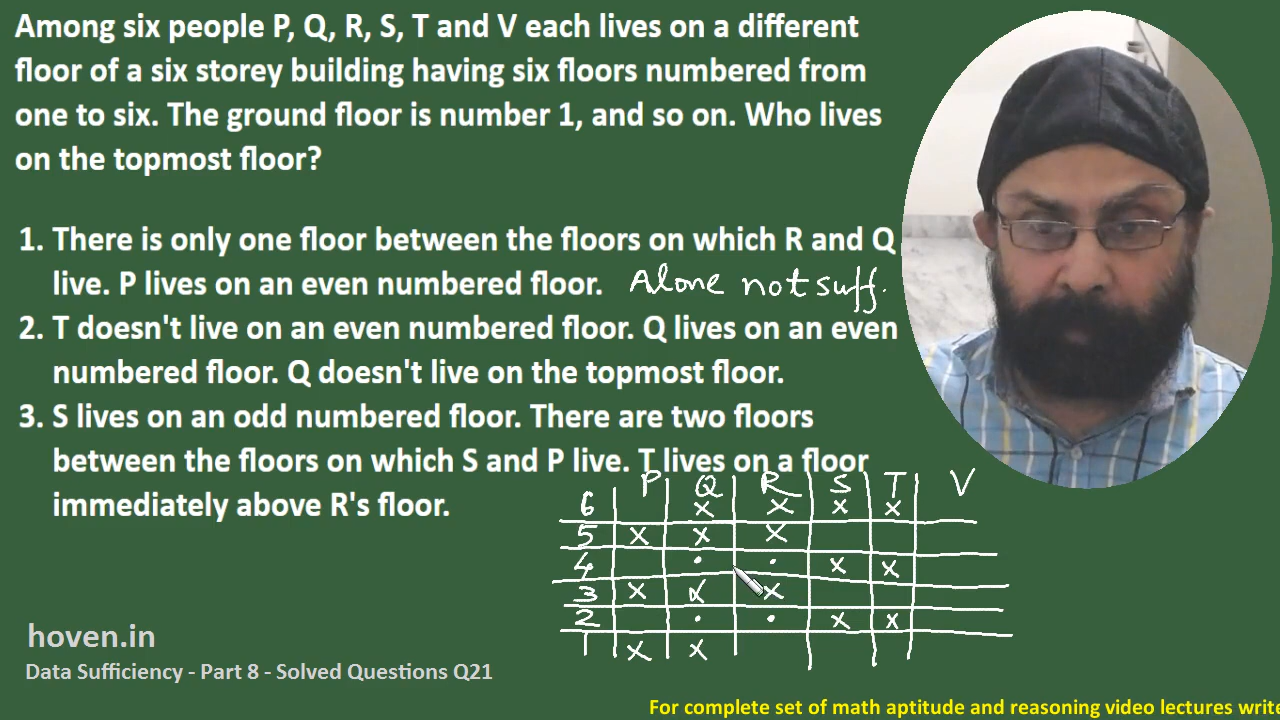 Among six people P, Q, R, S, T and V each lives on a different
floor of a six storey building having six floors numbered from
one to six. The ground floor is number 1, and so on. Who lives
on the topmost floor?
1. There is only one floor between the floors on which R and Q
live. P lives on an even numbered floor. Alone not suff.
2. T doesn't live on an even numbered floor. Q lives on an even
numbered floor. Q doesn't live on the topmost floor.
3. S lives on an odd numbered floor. There are two floors
between the floors on which S and P live. T lives on a floor
immediately above R's floor.
P Q R S T V
6 x x x x
5 x x x
4 . . x x
3 x x x
2 . . x x
1 x x
hoven.in
Data Sufficiency - Part 8 - Solved Questions Q21
For complete set of math aptitude and reasoning video lectures write